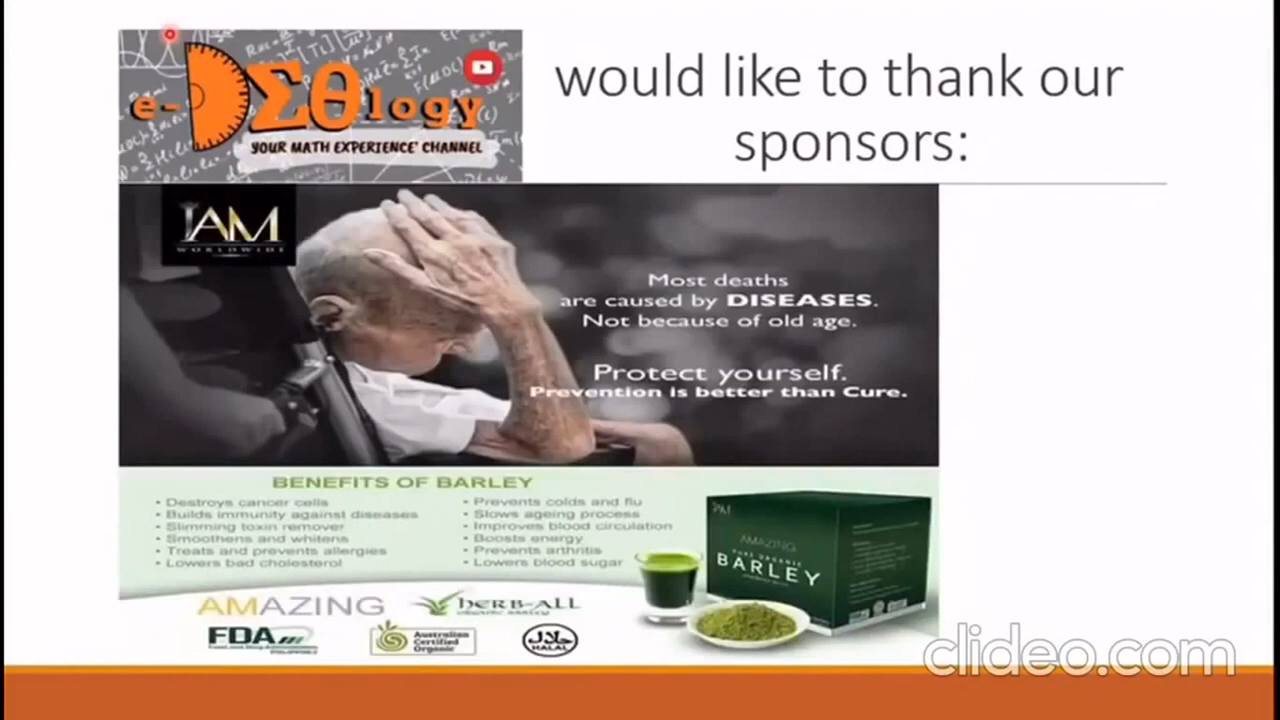 e-DΣθlogy
YOUR MATH EXPERIENCE' CHANNEL
would like to thank our
sponsors:
IAM
WORLDWIDE
Most deaths
are caused by DISEASES.
Not because of old age.
Protect yourself.
Prevention is better than Cure.
BENEFITS OF BARLEY
• Destroys cancer cells
• Builds immunity against diseases
• Slimming toxin remover
• Smoothens and whitens
• Treats and prevents allergies
• Lowers bad cholesterol
• Prevents colds and flu
• Slows ageing process
• Improves blood circulation
• Boosts energy
• Prevents arthritis
• Lowers blood sugar
IAM
AMAZING
PURE ORGANIC
BARLEY
AMAZING
HERB-ALL
ORGANIC BARLEY
FDA
Australian
Certified
Organic
HALAL
clideo.com